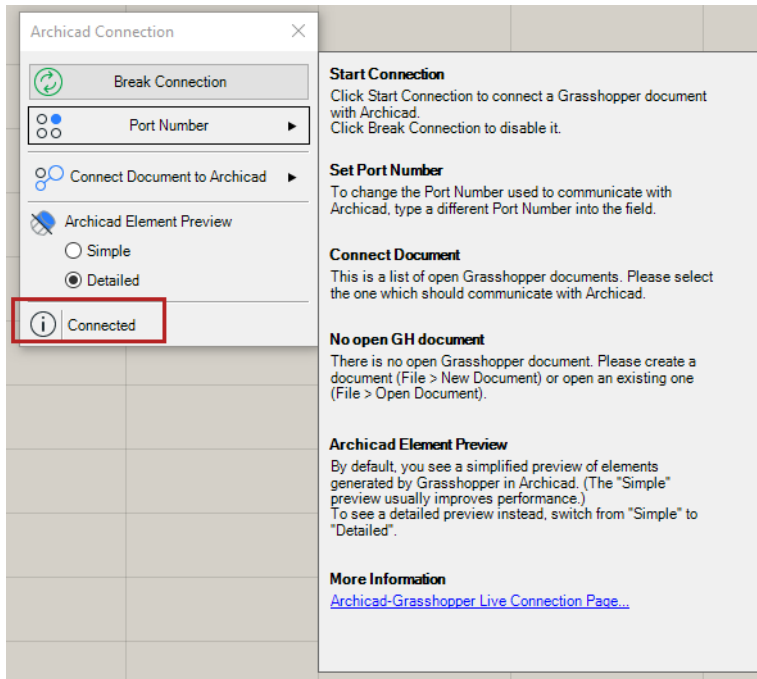 Archicad Connection
Break Connection
Port Number
Connect Document to Archicad
Archicad Element Preview
Simple
Detailed
Connected
Start Connection
Click Start Connection to connect a Grasshopper document
with Archicad.
Click Break Connection to disable it.
Set Port Number
To change the Port Number used to communicate with
Archicad, type a different Port Number into the field.
Connect Document
This is a list of open Grasshopper documents. Please select
the one which should communicate with Archicad.
No open GH document
There is no open Grasshopper document. Please create a
document (File > New Document) or open an existing one
(File > Open Document).
Archicad Element Preview
By default, you see a simplified preview of elements
generated by Grasshopper in Archicad. (The "Simple"
preview usually improves performance.)
To see a detailed preview instead, switch from "Simple" to
"Detailed".
More Information
Archicad-Grasshopper Live Connection Page...